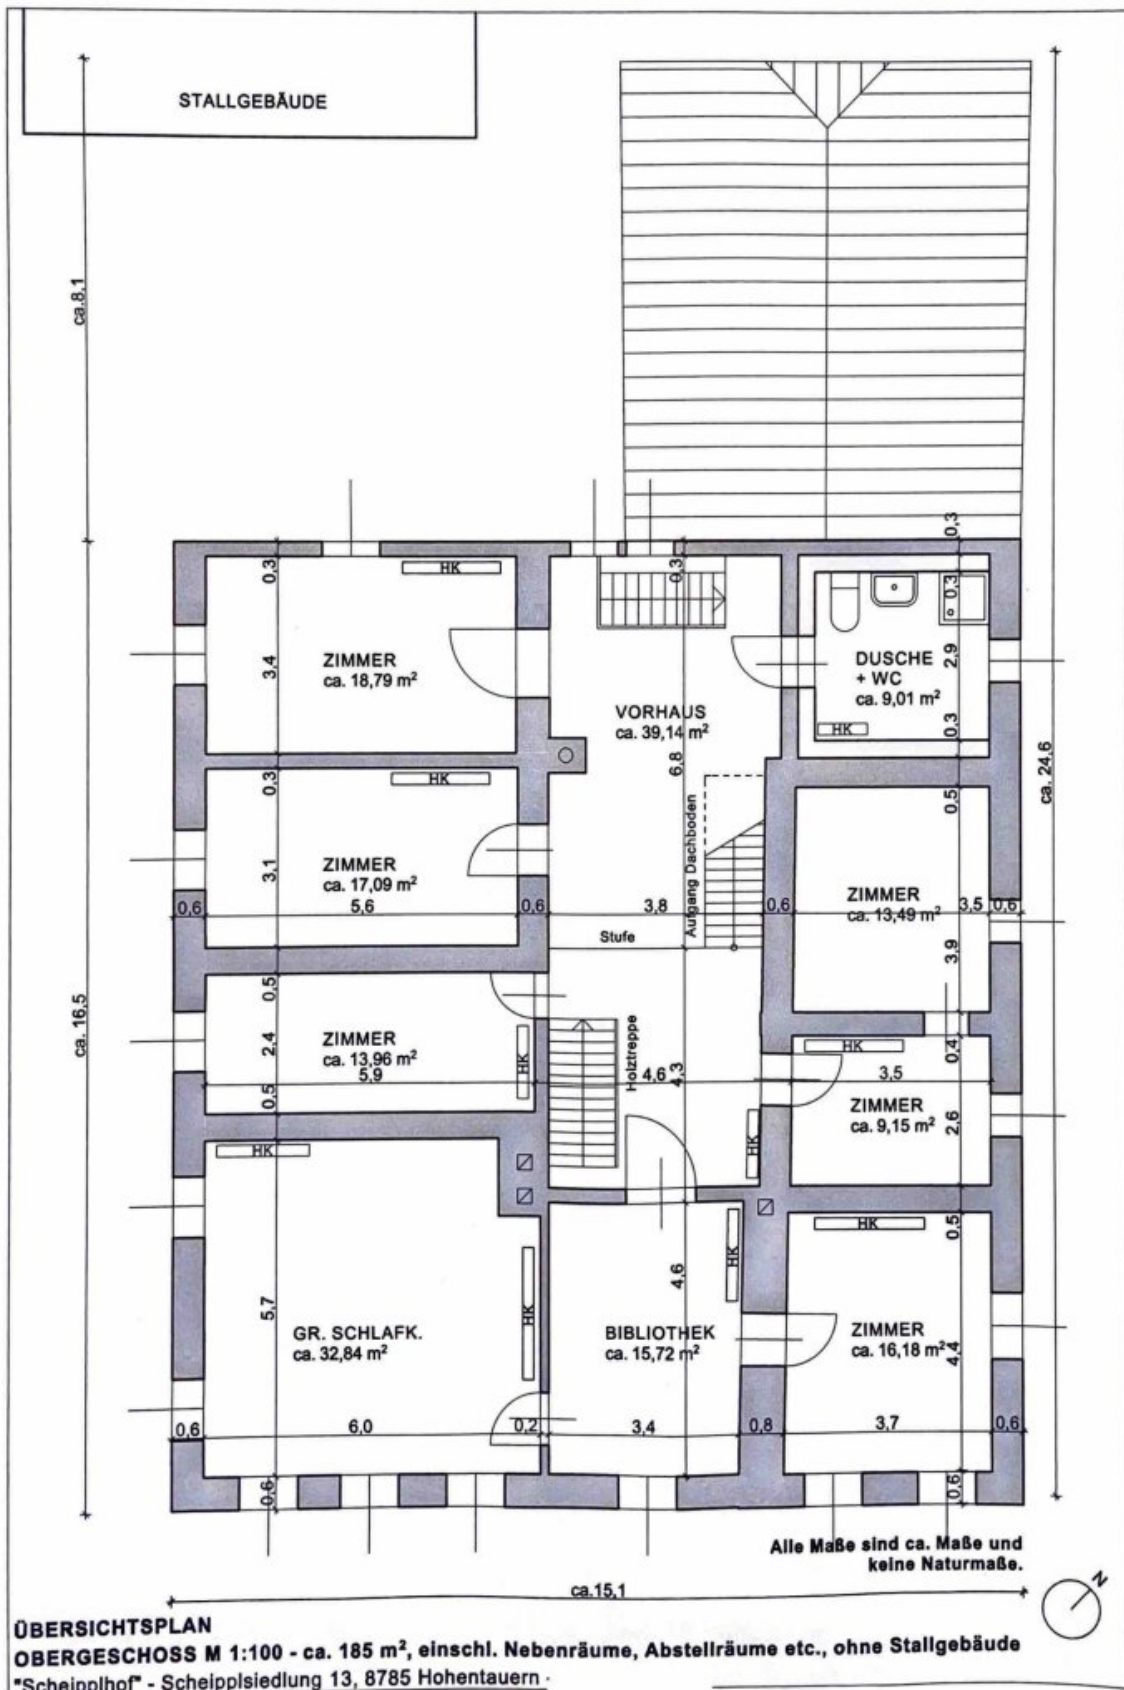 STALLGEBÄUDE
ca.8,1
ca. 16,5
ca. 24,6
0,3
0,3
0,3
HK
3,4
ZIMMER
ca. 18,79 m²
0,3
2,9
0,3
DUSCHE
+ WC
ca. 9,01 m²
HK
VORHAUS
ca. 39,14 m²
6,8
0,3
HK
3,1
ZIMMER
ca. 17,09 m²
Aufgang Dachboden
0,5
ZIMMER
ca. 13,49 m²
3,9
0,6
5,6
0,6
3,8
0,6
3,5
0,6
Stufe
0,5
2,4
ZIMMER
ca. 13,96 m²
5,9
HK
0,5
Holztreppe
4,6
4,3
HK
HK
0,4
3,5
ZIMMER
ca. 9,15 m²
2,6
HK
HK
5,7
GR. SCHLAFK.
ca. 32,84 m²
HK
4,6
BIBLIOTHEK
ca. 15,72 m²
HK
0,5
ZIMMER
ca. 16,18 m²
4,4
0,6
6,0
0,2
3,4
0,8
3,7
0,6
0,6
0,6
Alle Maße sind ca. Maße und
keine Naturmaße.
ca.15,1
N
ÜBERSICHTSPLAN
OBERGESCHOSS M 1:100 - ca. 185 m², einschl. Nebenräume, Abstellräume etc., ohne Stallgebäude
"Scheipplhof" - Scheipplsiedlung 13, 8785 Hohentauern ·